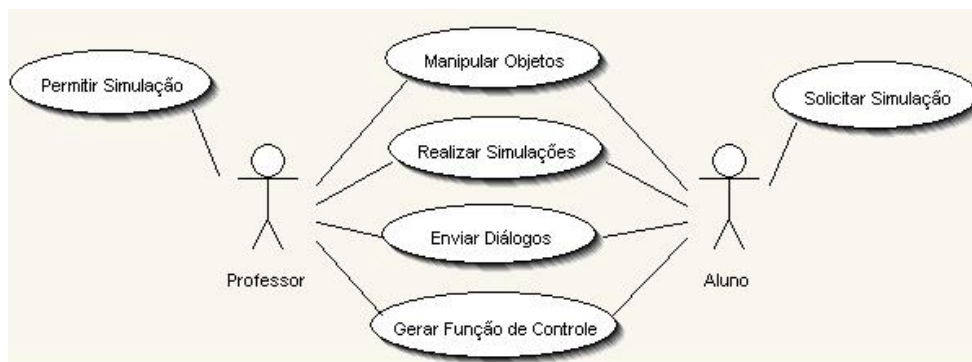 Manipular Objetos
Permitir Simulação
Solicitar Simulação
Realizar Simulações
Enviar Diálogos
Professor
Aluno
Gerar Função de Controle